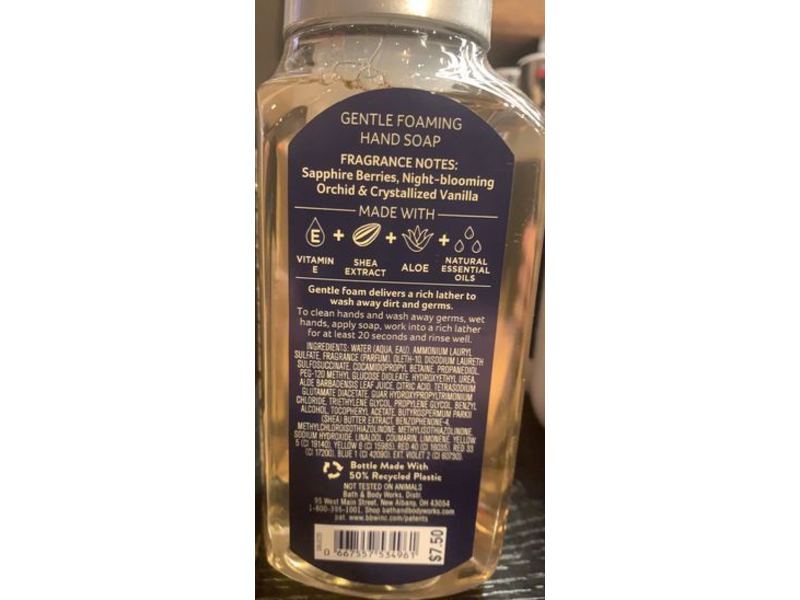 GENTLE FOAMING
HAND SOAP
FRAGRANCE NOTES:
Sapphire Berries, Night-blooming
Orchid & Crystallized Vanilla
MADE WITH
E + + +
VITAMIN E
SHEA EXTRACT
ALOE
NATURAL ESSENTIAL OILS
Gentle foam delivers a rich lather to
wash away dirt and germs.
To clean hands and wash away germs, wet
hands, apply soap, work into a rich lather
for at least 20 seconds and rinse well.
INGREDIENTS: WATER (AQUA, EAU), AMMONIUM LAURYL
SULFATE, FRAGRANCE (PARFUM), OLETH-10, DISODIUM LAURETH
SULFOSUCCINATE, COCAMIDOPROPYL BETAINE, PROPANEDIOL,
PEG-120 METHYL GLUCOSE DIOLEATE, HYDROXYETHYL UREA,
ALOE BARBADENSIS LEAF JUICE, CITRIC ACID, TETRASODIUM
GLUTAMATE DIACETATE, GUAR HYDROXYPROPYLTRIMONIUM
CHLORIDE, TRIETHYLENE GLYCOL, PROPYLENE GLYCOL, BENZYL
ALCOHOL, TOCOPHERYL ACETATE, BUTYROSPERMUM PARKII
(SHEA) BUTTER EXTRACT, BENZOPHENONE-4,
METHYLCHLOROISOTHIAZOLINONE, METHYLISOTHIAZOLINONE,
SODIUM HYDROXIDE, LINALOOL, COUMARIN, LIMONENE, YELLOW
5 (CI 19140), YELLOW 6 (CI 15985), RED 40 (CI 16035), RED 33
(CI 17200), BLUE 1 (CI 42090), EXT. VIOLET 2 (CI 60730).
Bottle Made With
50% Recycled Plastic
NOT TESTED ON ANIMALS
Bath & Body Works, Distr.
95 West Main Street, New Albany, OH 43054
1-800-395-1001. Shop bathandbodyworks.com
pat. www.bbwinc.com/patents
0 667557 534961
$7.50